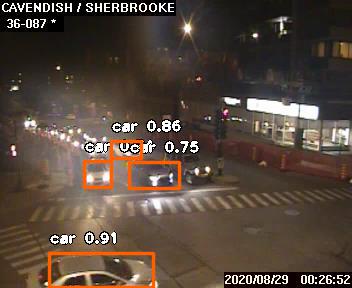 CAVENDISH / SHERBROOKE
36-087 *
car 0.86
car 0.75
car 0.91
2020/08/29 00:26:52